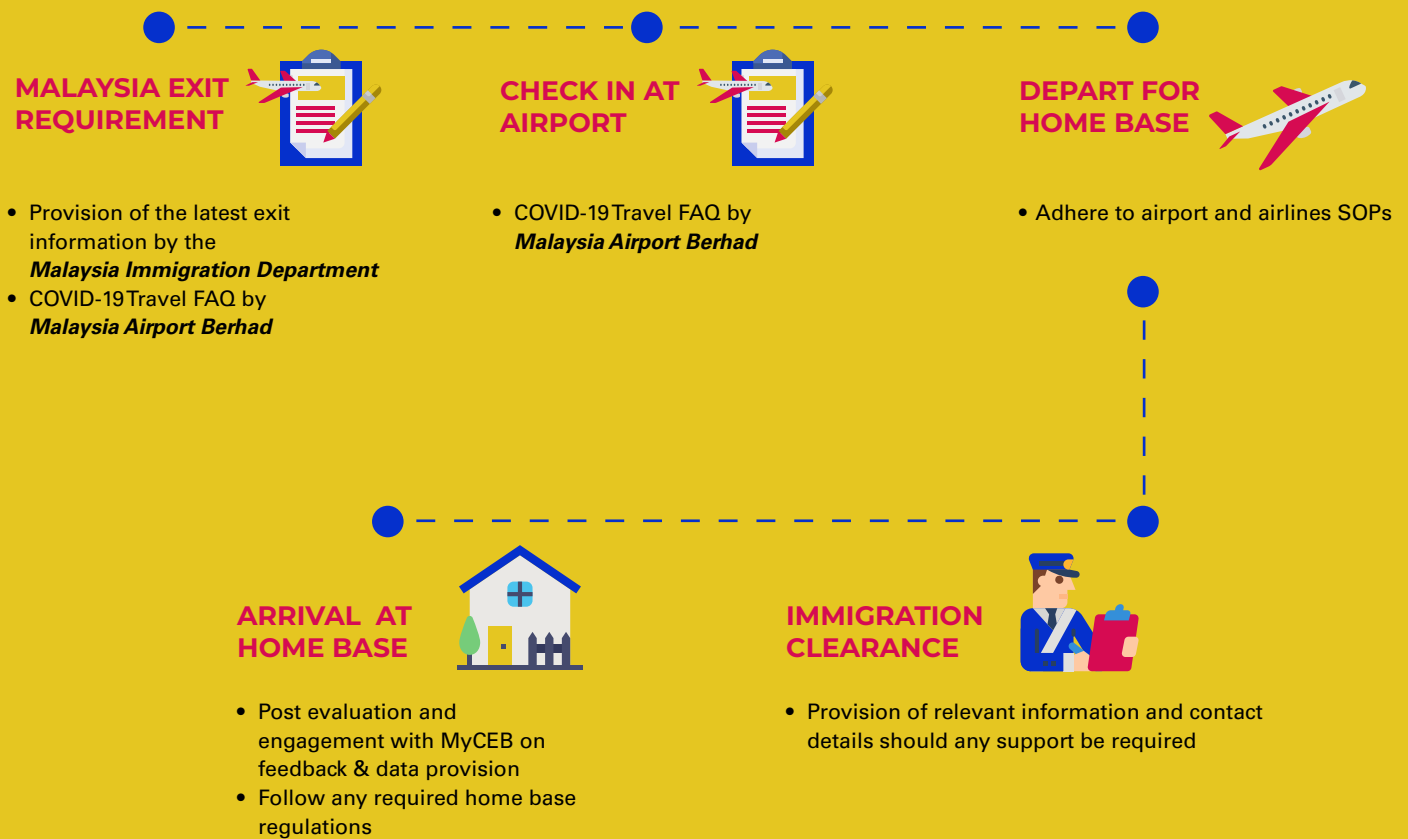 MALAYSIA EXIT
REQUIREMENT
• Provision of the latest exit
information by the
Malaysia Immigration Department
• COVID-19 Travel FAQ by
Malaysia Airport Berhad
CHECK IN AT
AIRPORT
• COVID-19 Travel FAQ by
Malaysia Airport Berhad
DEPART FOR
HOME BASE
• Adhere to airport and airlines SOPs
IMMIGRATION
CLEARANCE
• Provision of relevant information and contact
details should any support be required
ARRIVAL AT
HOME BASE
• Post evaluation and
engagement with MyCEB on
feedback & data provision
• Follow any required home base
regulations